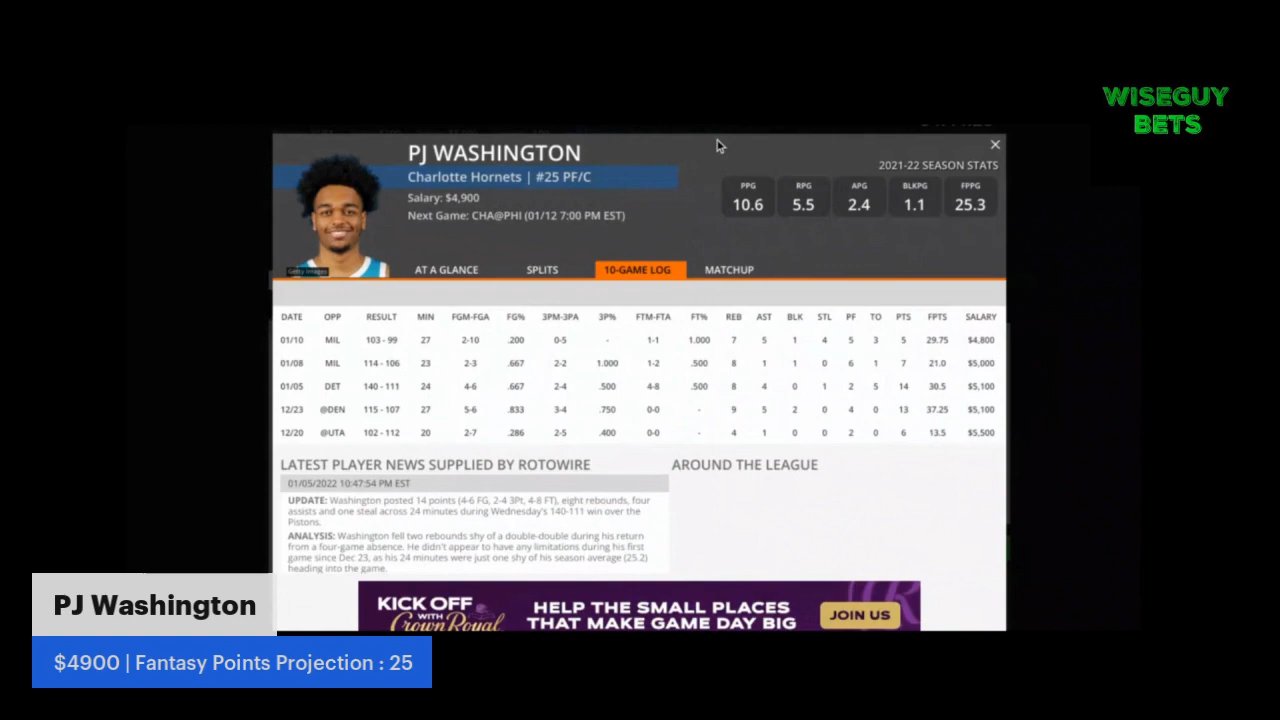 WISEGUY
BETS
PJ WASHINGTON
Charlotte Hornets | #25 PF/C
Salary: $4,900
Next Game: CHA@PHI (01/12 7:00 PM EST)
2021-22 SEASON STATS
PPG RPG APG BLKPG FPPG
10.6 5.5 2.4 1.1 25.3
Getty Images
AT A GLANCE SPLITS 10-GAME LOG MATCHUP
DATE OPP RESULT MIN FGM-FGA FG% 3PM-3PA 3P% FTM-FTA FT% REB AST BLK STL PF TO PTS FPTS SALARY
01/10 MIL 103 - 99 27 2-10 .200 0-5 - 1-1 1.000 7 5 1 4 5 3 5 29.75 $4,800
01/08 MIL 114 - 106 23 2-3 .667 2-2 1.000 1-2 .500 8 1 1 0 6 1 7 21.0 $5,000
01/05 DET 140 - 111 24 4-6 .667 2-4 .500 4-8 .500 8 4 0 1 2 5 14 30.5 $5,100
12/23 @DEN 115 - 107 27 5-6 .833 3-4 .750 0-0 - 9 5 2 0 4 0 13 37.25 $5,100
12/20 @UTA 102 - 112 20 2-7 .286 2-5 .400 0-0 - 4 1 0 0 2 0 6 13.5 $5,500
LATEST PLAYER NEWS SUPPLIED BY ROTOWIRE
AROUND THE LEAGUE
01/05/2022 10:47:54 PM EST
UPDATE: Washington posted 14 points (4-6 FG, 2-4 3Pt, 4-8 FT), eight rebounds, four
assists and one steal across 24 minutes during Wednesday's 140-111 win over the
Pistons.
ANALYSIS: Washington fell two rebounds shy of a double-double during his return
from a four-game absence. He didn't appear to have any limitations during his first
game since Dec 23, as his 24 minutes were just one shy of his season average (25.2)
heading into the game.
KICK OFF
WITH
Crown Royal
HELP THE SMALL PLACES
THAT MAKE GAME DAY BIG
JOIN US
PJ Washington
$4900 | Fantasy Points Projection : 25